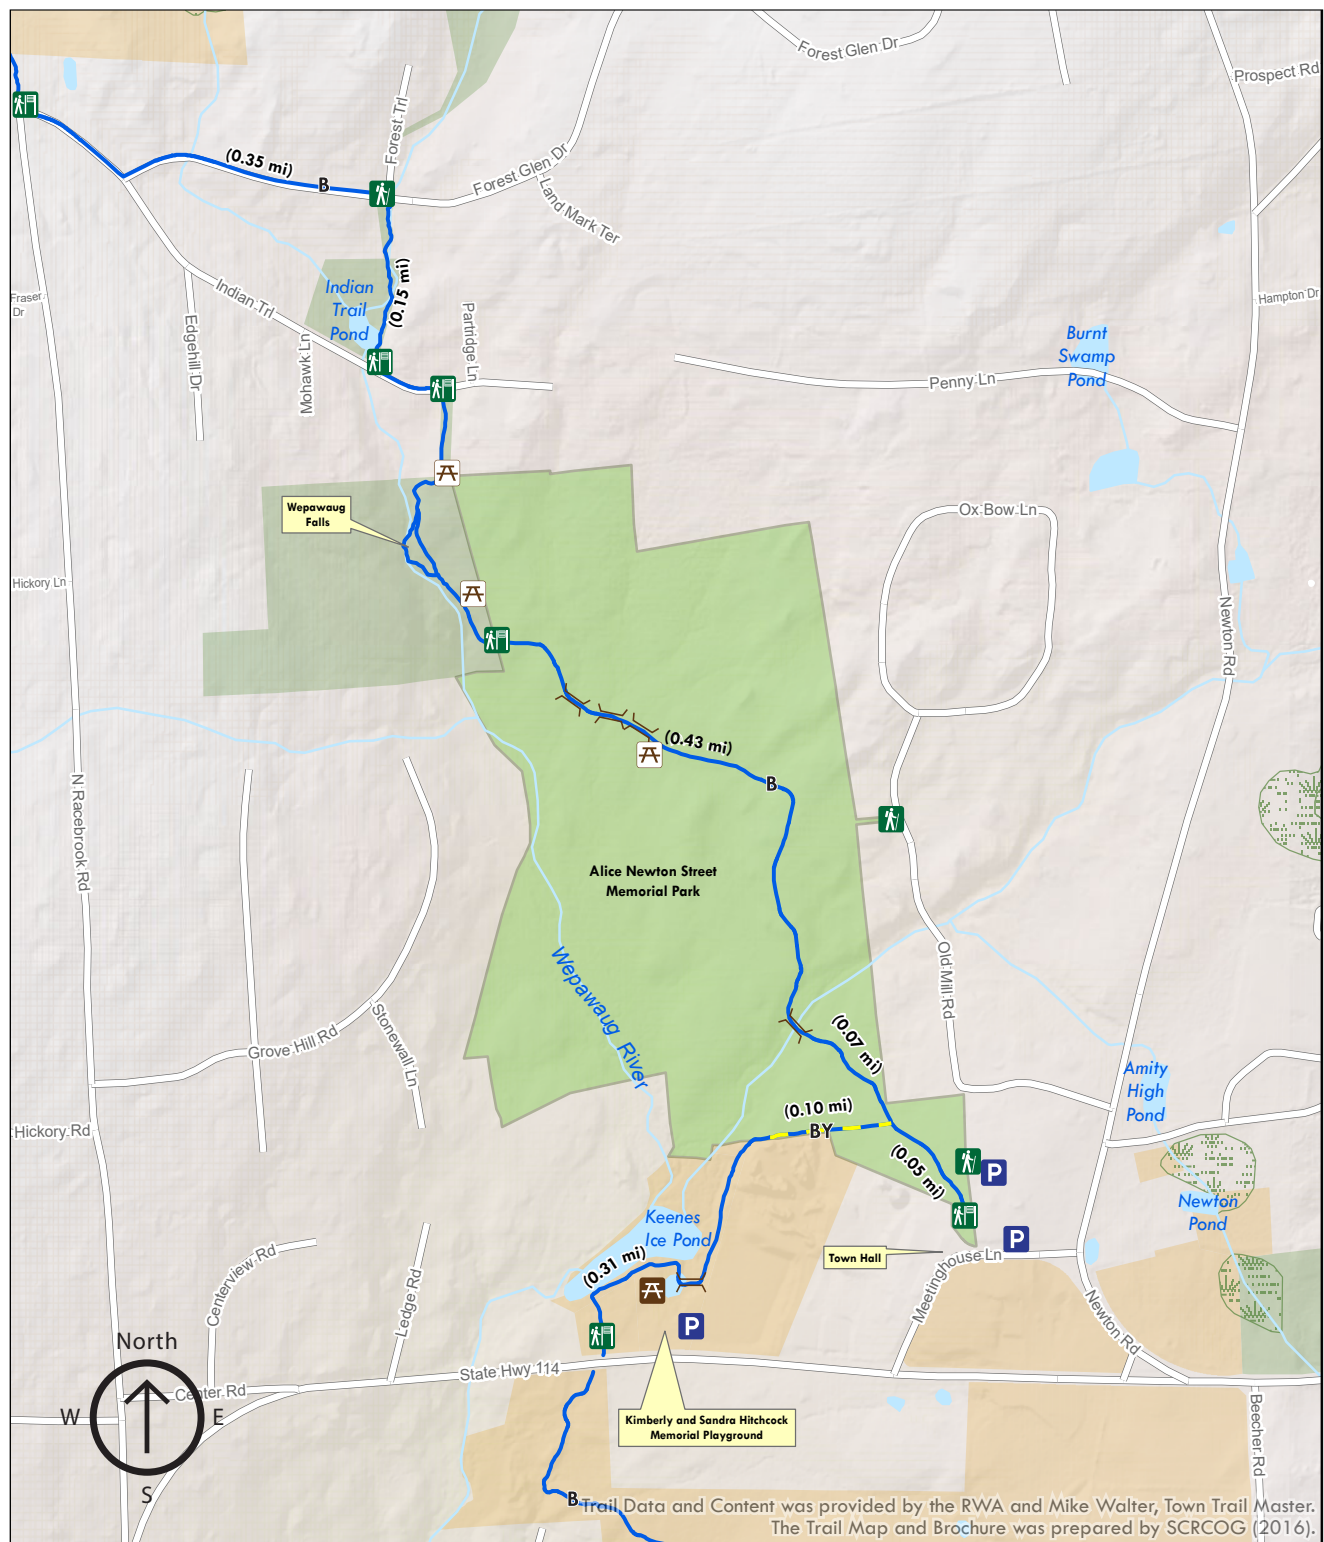 Forest Glen Dr
Prospect Rd
Forest Trl
(0.35 mi)
B
Forest Glen Dr
Land Mark Ter
Indian Trl
Indian
Trail
Pond
(0.15 mi)
Fraser
Dr
Hampton Dr
Edgehill Dr
Mohawk Ln
Partridge Ln
Burnt
Swamp
Pond
Penny Ln
Wepawaug
Falls
Ox Bow Ln
Hickory Ln
Newton Rd
(0.43 mi)
B
N Racebrook Rd
Alice Newton Street
Memorial Park
Wepawaug River
Old Mill Rd
Grove Hill Rd
Stonewall Ln
(0.07 mi)
Amity
High
Pond
(0.10 mi)
BY
Hickory Rd
(0.05 mi)
P
Newton
Pond
Keenes
Ice Pond
P
Town Hall
Meetinghouse Ln
(0.31 mi)
Centerview Rd
Ledge Rd
P
Newton Rd
North
W
E
S
Center Rd
State Hwy 114
Kimberly and Sandra Hitchcock
Memorial Playground
Beecher Rd
B
Trail Data and Content was provided by the RWA and Mike Walter, Town Trail Master.
The Trail Map and Brochure was prepared by SCRCOG (2016).